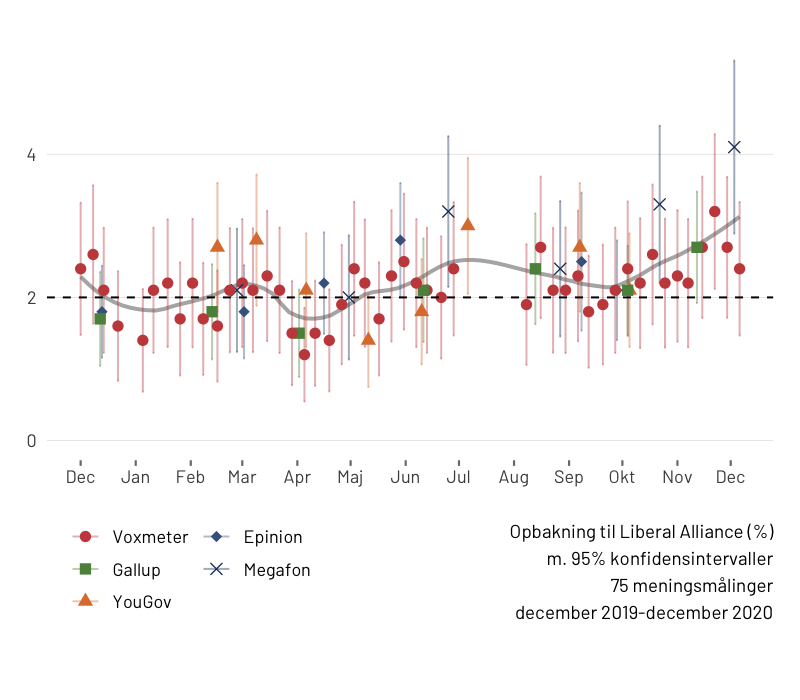 4
2
0
Dec Jan Feb Mar Apr Maj Jun Jul Aug Sep Okt Nov Dec
Voxmeter
Epinion
Gallup
Megafon
YouGov
Opbakning til Liberal Alliance (%)
m. 95% konfidensintervaller
75 meningsmålinger
december 2019-december 2020